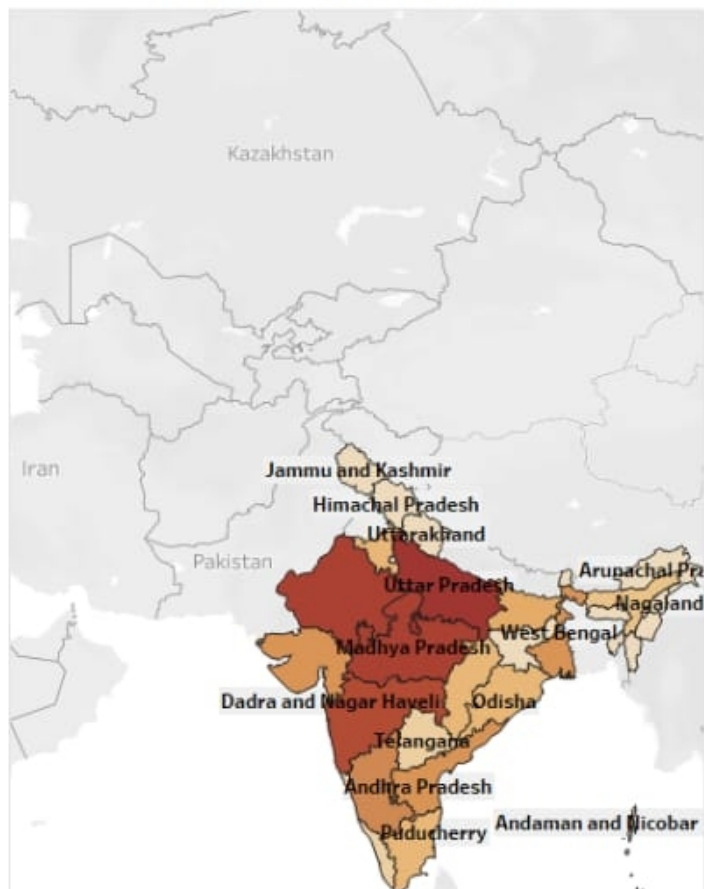 Kazakhstan
Iran
Jammu and Kashmir
Himachal Pradesh
Uttarakhand
Pakistan
Arunachal Pra
Uttar Pradesh
Nagaland
West Bengal
Madhya Pradesh
Dadra and Nagar Haveli
Odisha
Telangana
Andhra Pradesh
Andaman and Nicobar
Puducherry